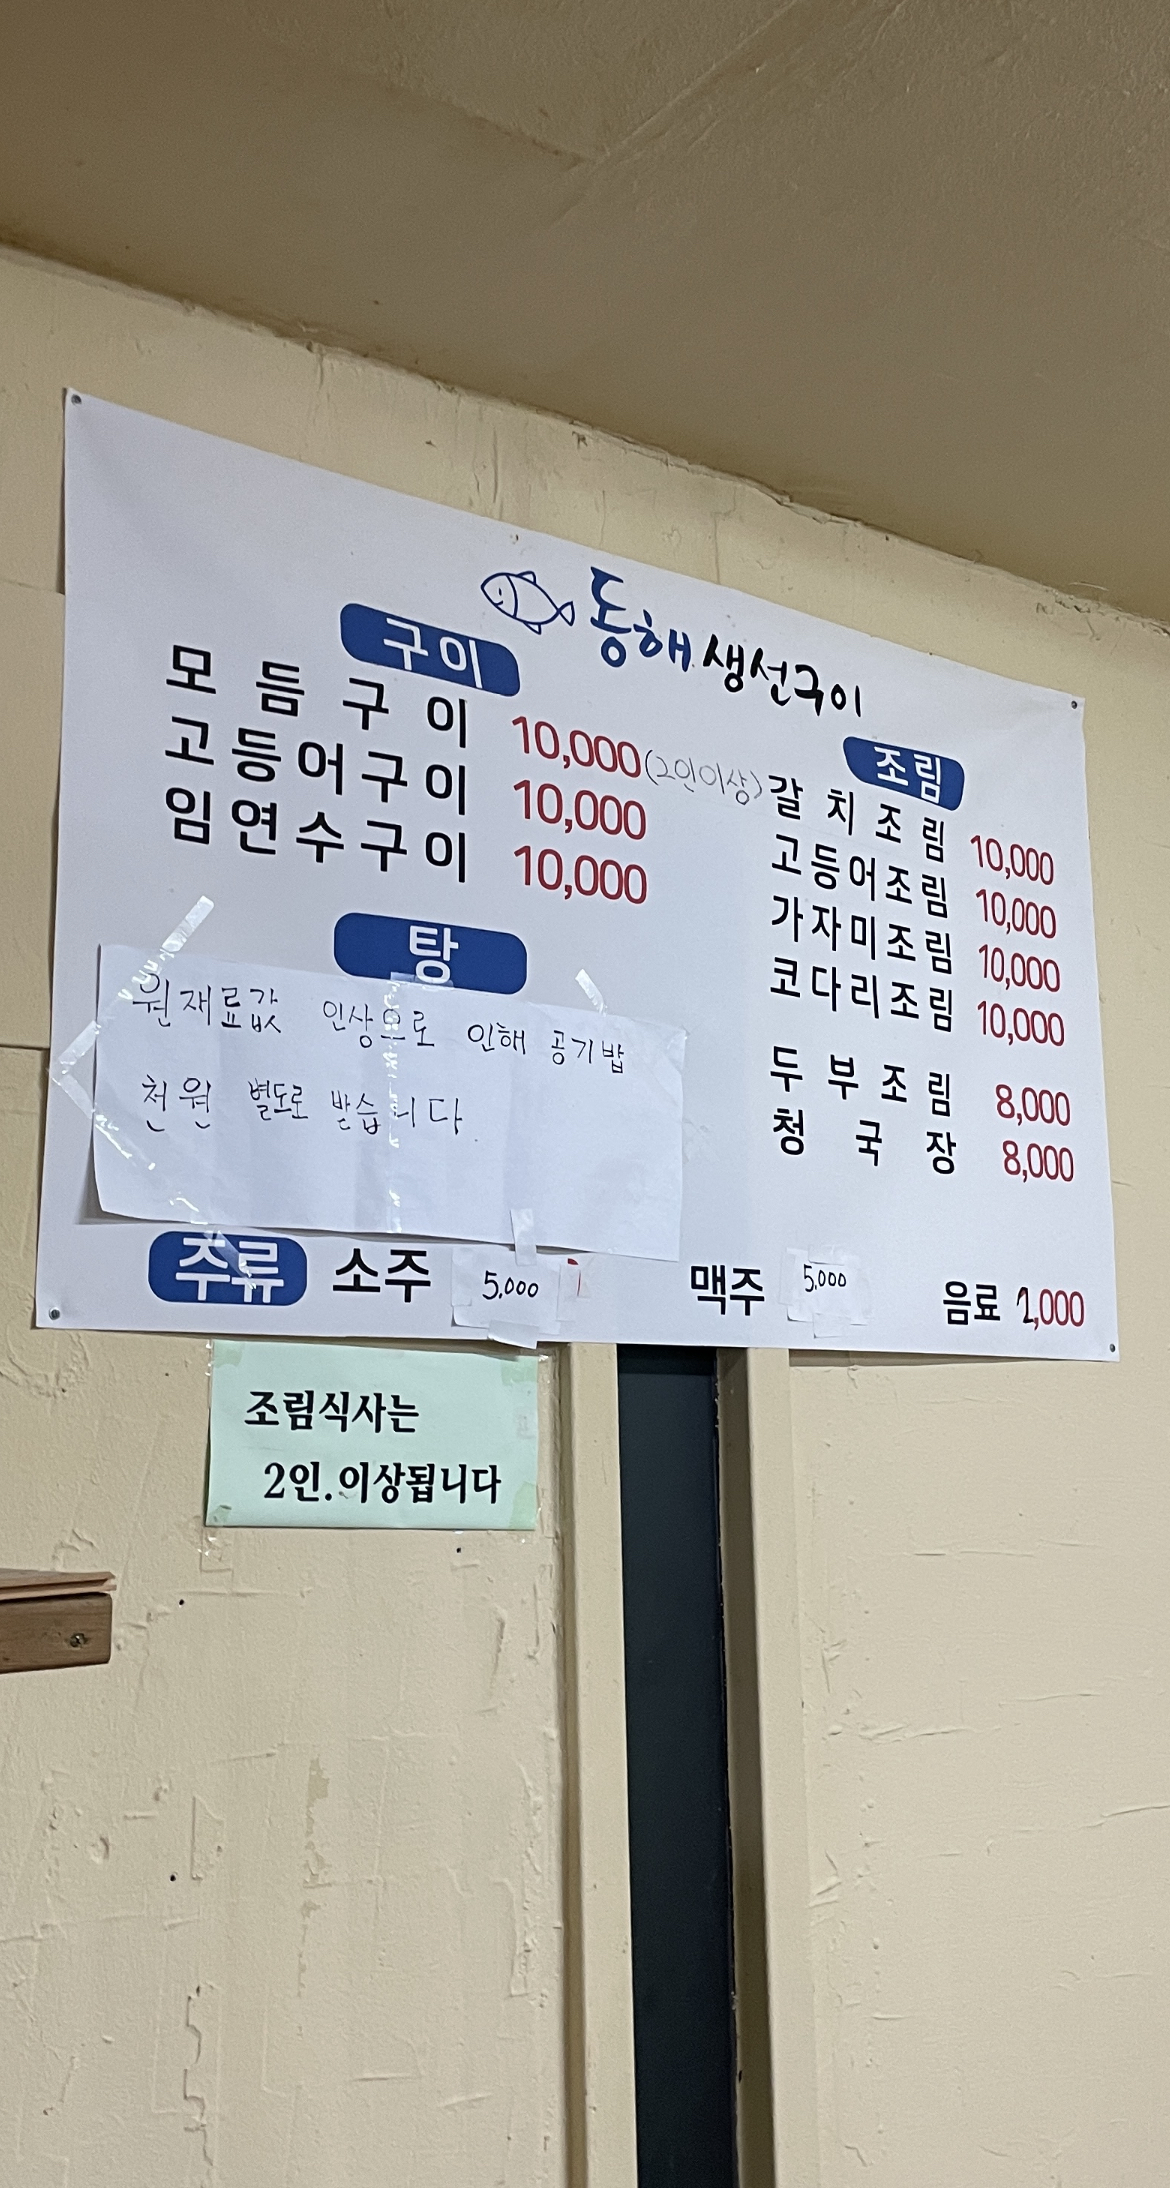 동해 생선구이
구이
모듬구이 10,000 (2인이상)
고등어구이 10,000
임연수구이 10,000
탕
원재료값 인상으로 인해 공기밥
천원 별도로 받습니다.
조림
갈치조림 10,000
고등어조림 10,000
가자미조림 10,000
코다리조림 10,000
두부조림 8,000
청국장 8,000
주류 소주 5,000 맥주 5,000 음료 2,000
조림식사는
2인.이상됩니다